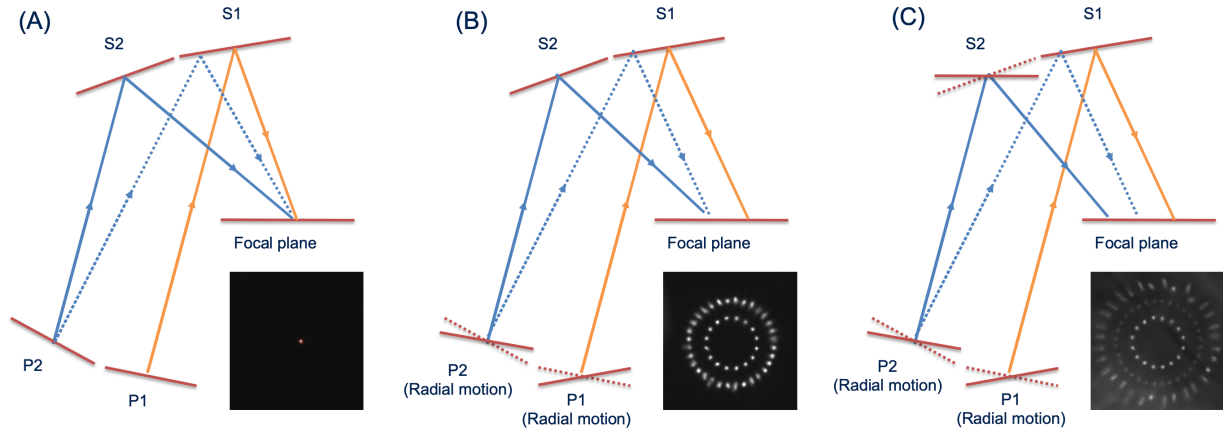 (A)
S1
S2
Focal plane
P2
P1
(B)
S1
S2
Focal plane
P2
(Radial motion)
P1
(Radial motion)
(C)
S1
S2
Focal plane
P2
(Radial motion)
P1
(Radial motion)